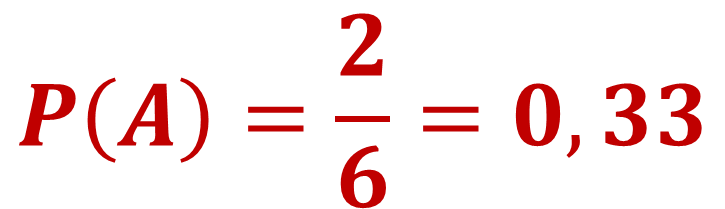 P(A) = 2/6 = 0,33